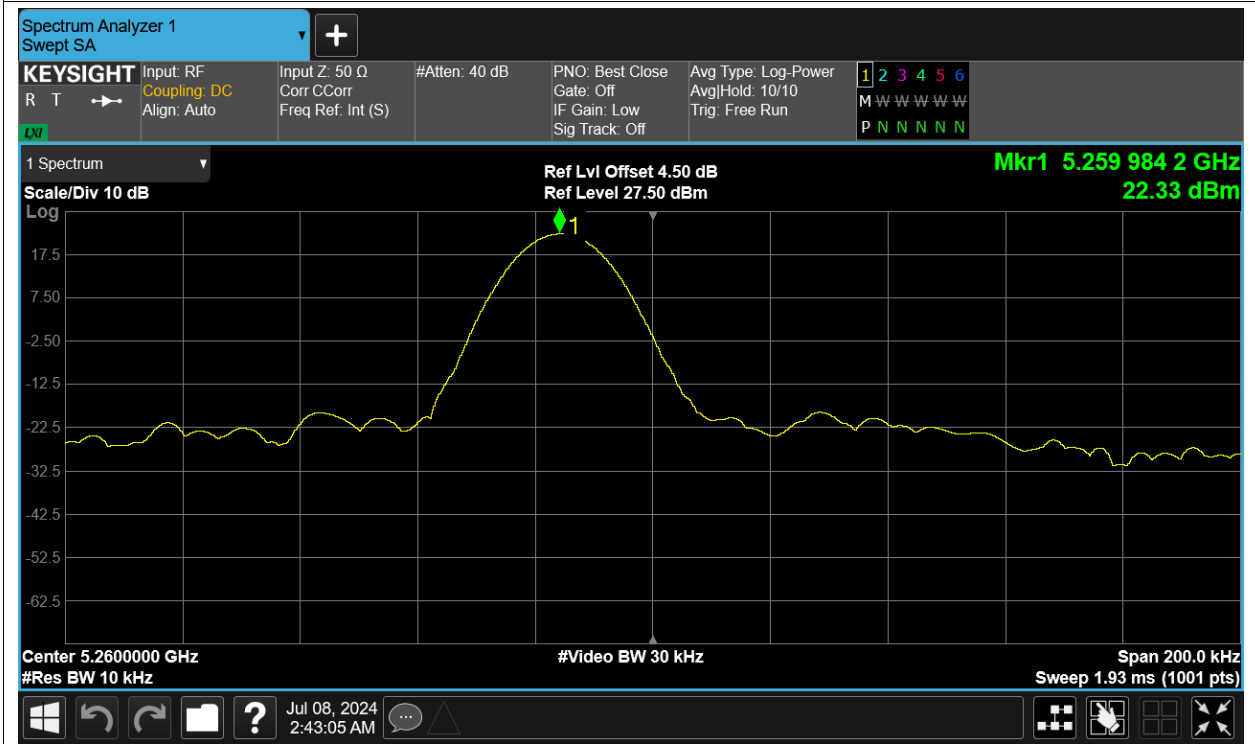 Spectrum Analyzer 1
Swept SA
+
KEYSIGHT
R T
LXI
Input: RF
Coupling: DC
Align: Auto
Input Z: 50 Ω
Corr CCorr
Freq Ref: Int (S)
#Atten: 40 dB
PNO: Best Close
Gate: Off
IF Gain: Low
Sig Track: Off
Avg Type: Log-Power
Avg|Hold: 10/10
Trig: Free Run
1 2 3 4 5 6
M W W W W W
P N N N N N
1 Spectrum
Scale/Div 10 dB
Log
Ref Lvl Offset 4.50 dB
Ref Level 27.50 dBm
Mkr1 5.259 984 2 GHz
22.33 dBm
1
17.5
7.50
-2.50
-12.5
-22.5
-32.5
-42.5
-52.5
-62.5
Center 5.2600000 GHz
#Res BW 10 kHz
#Video BW 30 kHz
Span 200.0 kHz
Sweep 1.93 ms (1001 pts)
?
Jul 08, 2024
2:43:05 AM